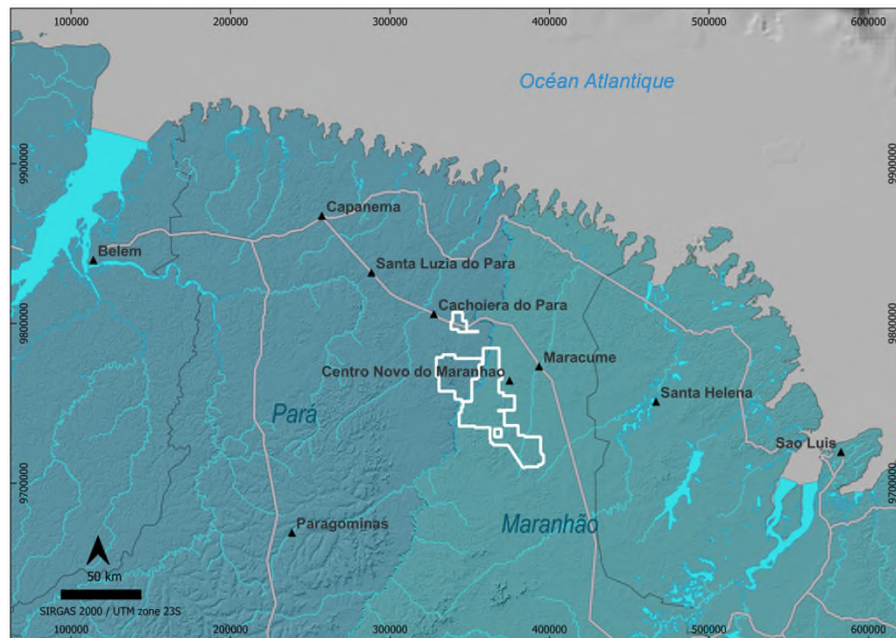 100000 200000 300000 400000 500000 600000
Océan Atlantique
9900000 9900000
Capanema
Belem
Santa Luzia do Para
Cachoiera do Para
9800000 9800000
Maracume
Centro Novo do Maranhao
Santa Helena
Pará
Sao Luis
9700000 9700000
Maranhão
Paragominas
50 km
SIRGAS 2000 / UTM zone 23S
100000 200000 300000 400000 500000 600000